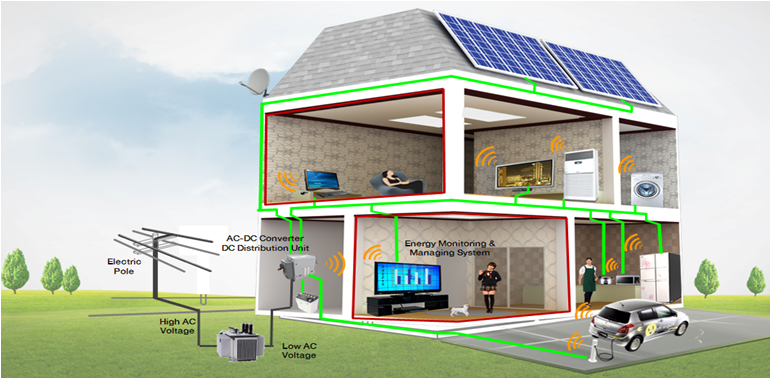 AC-DC Converter
DC Distribution Unit
Energy Monitoring &
Managing System
Electric
Pole
High AC
Voltage
Low AC
Voltage